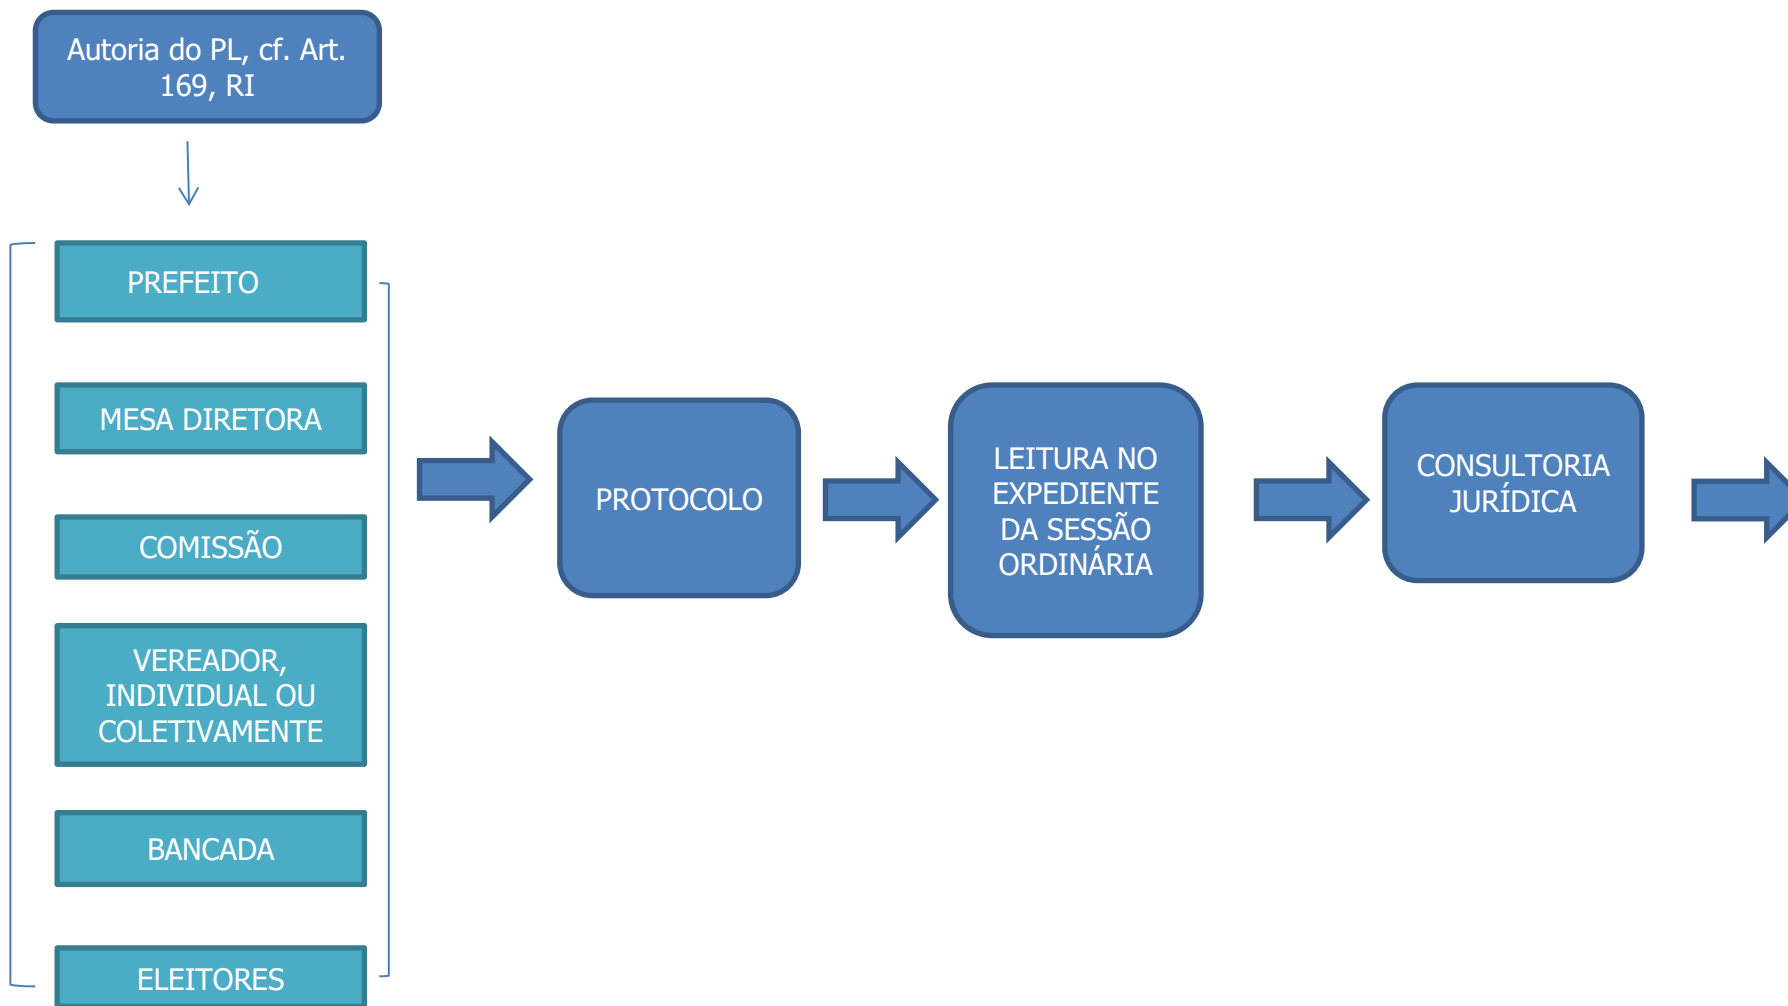 Autoria do PL, cf. Art.
169, RI
PREFEITO
MESA DIRETORA
COMISSÃO
VEREADOR,
INDIVIDUAL OU
COLETIVAMENTE
BANCADA
ELEITORES
PROTOCOLO
LEITURA NO
EXPEDIENTE
DA SESSÃO
ORDINÁRIA
CONSULTORIA
JURÍDICA